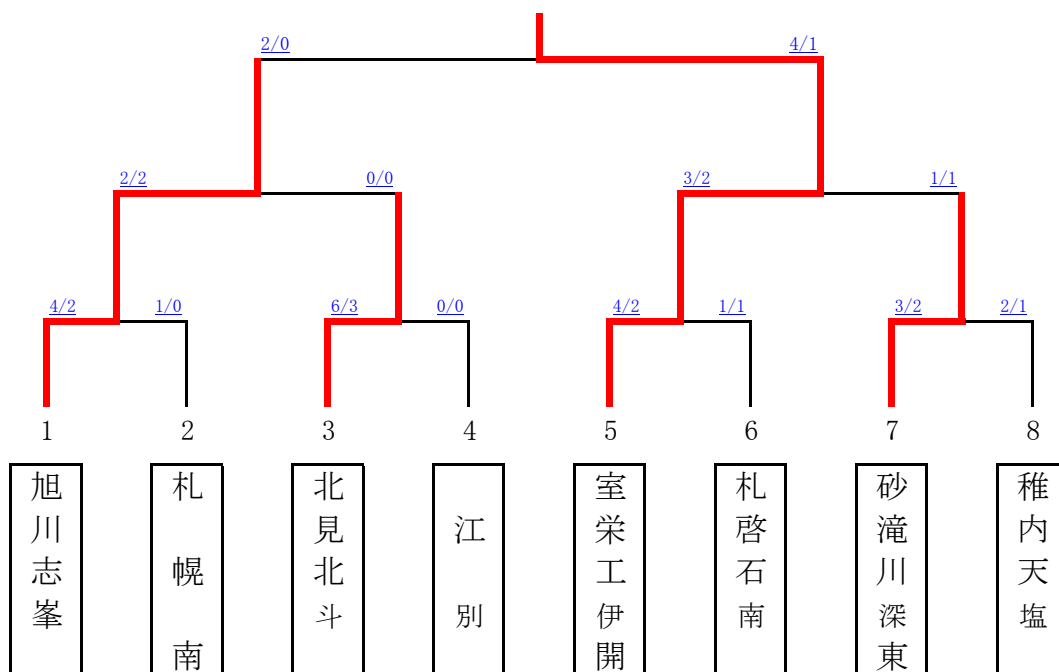 2/0 4/1
2/2 0/0 3/2 1/1
4/2 1/0 6/3 0/0 4/2 1/1 3/2 2/1
1 2 3 4 5 6 7 8
旭川志峯
札幌南
北見北斗
江別
室栄工伊開
札啓石南
砂滝川深東
稚内天塩